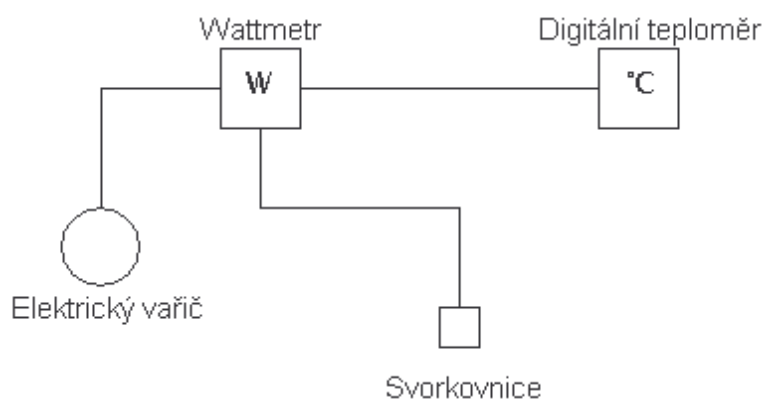 Wattmetr
Digitální teploměr
W
°C
Elektrický vařič
Svorkovnice